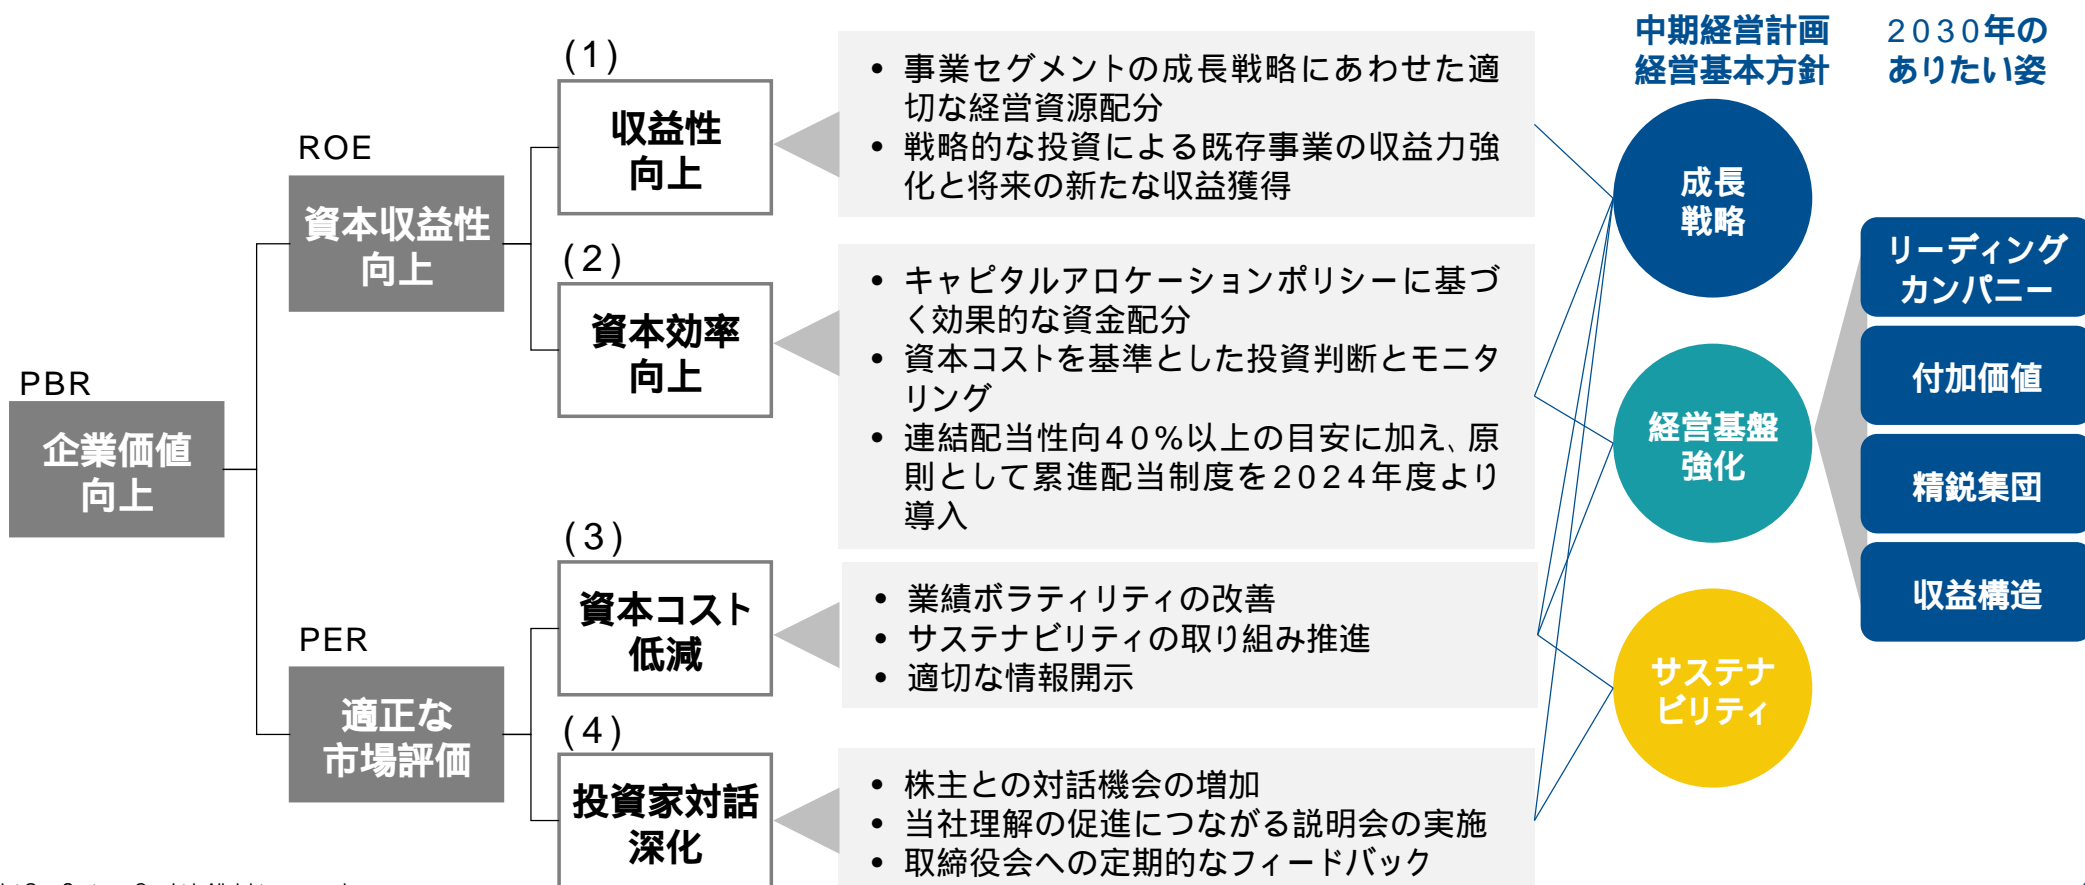 PBR
企業価値
向上
ROE
資本収益性
向上
PER
適正な
市場評価
(1)
収益性
向上
• 事業セグメントの成長戦略にあわせた適
切な経営資源配分
• 戦略的な投資による既存事業の収益力強
化と将来の新たな収益獲得
(2)
資本効率
向上
• キャピタルアロケーションポリシーに基づ
く効果的な資金配分
• 資本コストを基準とした投資判断とモニタ
リング
• 連結配当性向40%以上の目安に加え、原
則として累進配当制度を2024年度より
導入
(3)
資本コスト
低減
• 業績ボラティリティの改善
• サステナビリティの取り組み推進
• 適切な情報開示
(4)
投資家対話
深化
• 株主との対話機会の増加
• 当社理解の促進につながる説明会の実施
• 取締役会への定期的なフィードバック
中期経営計画
経営基本方針
成長
戦略
経営基盤
強化
サステナ
ビリティ
2030年の
ありたい姿
リーディング
カンパニー
付加価値
精鋭集団
収益構造